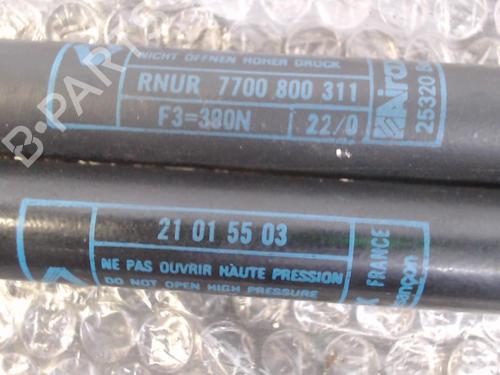 NICHT ÖFFNEN HOHER DRUCK
RNUR 7700 800 311
F3=380N 22/0
25320
21 01 55 03
NE PAS OUVRIR HAUTE PRESSION
DO NOT OPEN HIGH PRESSURE
FRANCE